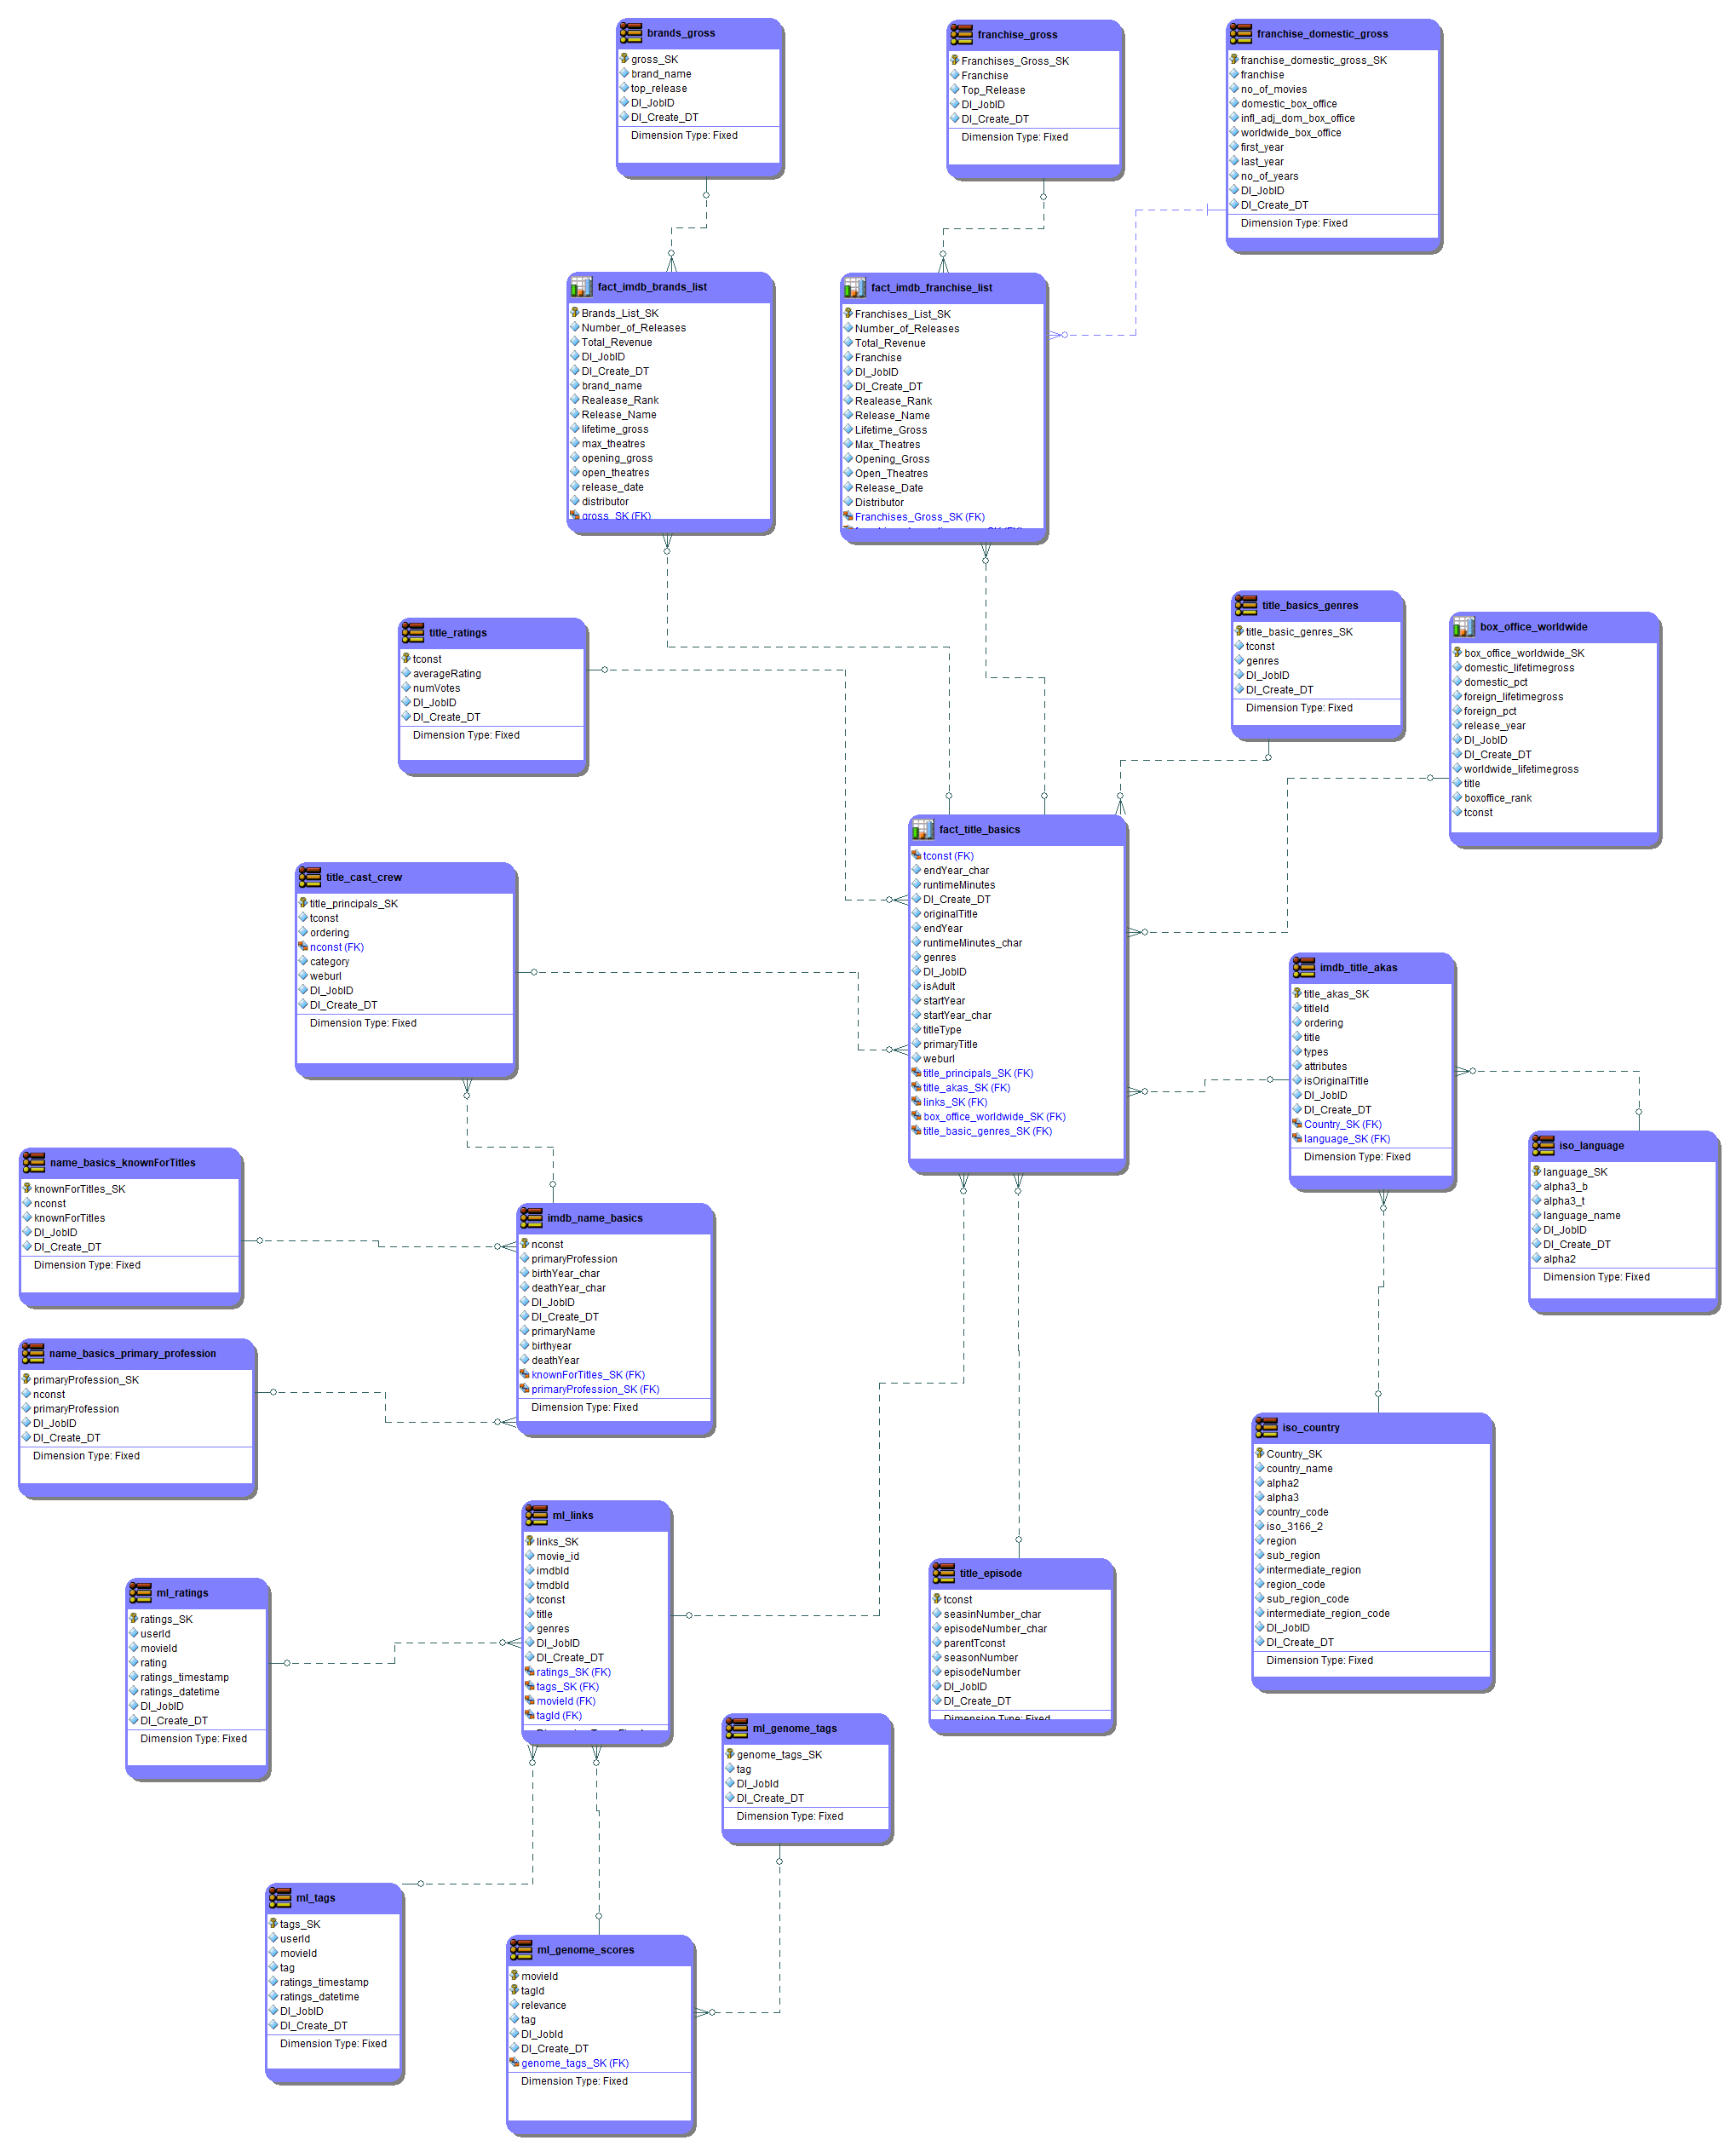 brands_gross
gross_SK
brand_name
top_release
DI_JobID
DI_Create_DT
Dimension Type: Fixed
franchise_gross
Franchises_Gross_SK
Franchise
Top_Release
DI_JobID
DI_Create_DT
Dimension Type: Fixed
franchise_domestic_gross
franchise_domestic_gross_SK
franchise
no_of_movies
domestic_box_office
infl_adj_dom_box_office
worldwide_box_office
first_year
last_year
no_of_years
DI_JobID
DI_Create_DT
Dimension Type: Fixed
fact_imdb_brands_list
Brands_List_SK
Number_of_Releases
Total_Revenue
DI_JobID
DI_Create_DT
brand_name
Realease_Rank
Release_Name
lifetime_gross
max_theatres
opening_gross
open_theatres
release_date
distributor
gross_SK (FK)
fact_imdb_franchise_list
Franchises_List_SK
Number_of_Releases
Total_Revenue
Franchise
DI_JobID
DI_Create_DT
Realease_Rank
Release_Name
Lifetime_Gross
Max_Theatres
Opening_Gross
Open_Theatres
Release_Date
Distributor
Franchises_Gross_SK (FK)
title_ratings
tconst
averageRating
numVotes
DI_JobID
DI_Create_DT
Dimension Type: Fixed
title_basics_genres
title_basic_genres_SK
tconst
genres
DI_JobID
DI_Create_DT
Dimension Type: Fixed
box_office_worldwide
box_office_worldwide_SK
domestic_lifetimegross
domestic_pct
foreign_lifetimegross
foreign_pct
release_year
DI_JobID
DI_Create_DT
worldwide_lifetimegross
title
boxoffice_rank
tconst
fact_title_basics
tconst (FK)
endYear_char
runtimeMinutes
DI_Create_DT
originalTitle
endYear
runtimeMinutes_char
genres
DI_JobID
isAdult
startYear
startYear_char
titleType
primaryTitle
weburl
title_principals_SK (FK)
title_akas_SK (FK)
links_SK (FK)
box_office_worldwide_SK (FK)
title_basic_genres_SK (FK)
title_cast_crew
title_principals_SK
tconst
ordering
nconst (FK)
category
weburl
DI_JobID
DI_Create_DT
Dimension Type: Fixed
imdb_title_akas
title_akas_SK
titleId
ordering
title
types
attributes
isOriginalTitle
DI_JobID
DI_Create_DT
Country_SK (FK)
language_SK (FK)
Dimension Type: Fixed
iso_language
language_SK
alpha3_b
alpha3_t
language_name
DI_JobID
DI_Create_DT
alpha2
Dimension Type: Fixed
name_basics_knownForTitles
knownForTitles_SK
nconst
knownForTitles
DI_JobID
DI_Create_DT
Dimension Type: Fixed
imdb_name_basics
nconst
primaryProfession
birthYear_char
deathYear_char
DI_JobID
DI_Create_DT
primaryName
birthyear
deathYear
knownForTitles_SK (FK)
primaryProfession_SK (FK)
Dimension Type: Fixed
name_basics_primary_profession
primaryProfession_SK
nconst
primaryProfession
DI_JobID
DI_Create_DT
Dimension Type: Fixed
iso_country
Country_SK
country_name
alpha2
alpha3
country_code
iso_3166_2
region
sub_region
intermediate_region
region_code
sub_region_code
intermediate_region_code
DI_JobID
DI_Create_DT
Dimension Type: Fixed
ml_links
links_SK
movie_id
imdbId
tmdbId
tconst
title
genres
DI_JobID
DI_Create_DT
ratings_SK (FK)
tags_SK (FK)
movieId (FK)
tagId (FK)
ml_ratings
ratings_SK
userId
movieId
rating
ratings_timestamp
ratings_datetime
DI_JobID
DI_Create_DT
Dimension Type: Fixed
title_episode
tconst
seasinNumber_char
episodeNumber_char
parentTconst
seasonNumber
episodeNumber
DI_JobID
DI_Create_DT
Dimension Type: Fixed
ml_genome_tags
genome_tags_SK
tag
DI_JobId
DI_Create_DT
Dimension Type: Fixed
ml_tags
tags_SK
userId
movieId
tag
ratings_timestamp
ratings_datetime
DI_JobID
DI_Create_DT
Dimension Type: Fixed
ml_genome_scores
movieId
tagId
relevance
tag
DI_JobId
DI_Create_DT
genome_tags_SK (FK)
Dimension Type: Fixed